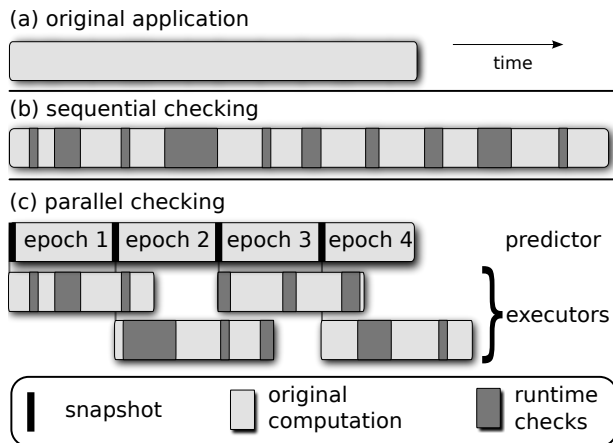 (a) original application
time
(b) sequential checking
(c) parallel checking
epoch 1 epoch 2 epoch 3 epoch 4
predictor
executors
snapshot
original
computation
runtime
checks